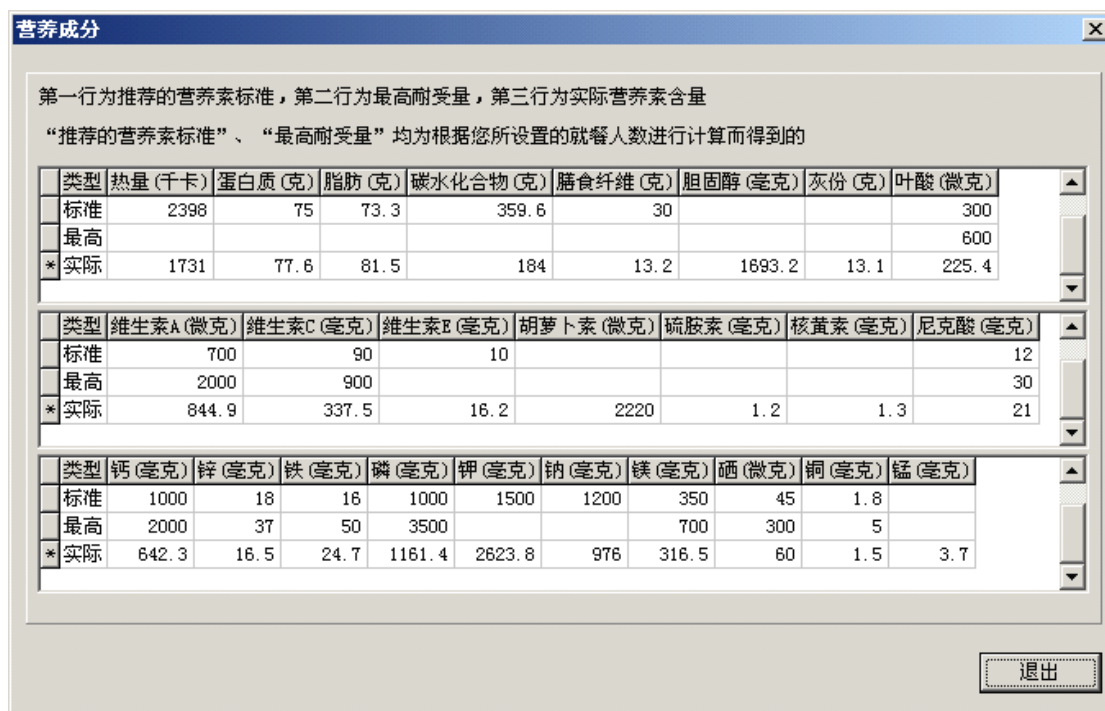 营养成分
第一行为推荐的营养素标准，第二行为最高耐受量，第三行为实际营养素含量
“推荐的营养素标准”、“最高耐受量”均为根据您所设置的就餐人数进行计算而得到的
类型 热量(千卡) 蛋白质(克) 脂肪(克) 碳水化合物(克) 膳食纤维(克) 胆固醇(毫克) 灰份(克) 叶酸(微克)
标准 2398 75 73.3 359.6 30 300
最高 600
* 实际 1731 77.6 81.5 184 13.2 1693.2 13.1 225.4
类型 维生素A(微克) 维生素C(毫克) 维生素E(毫克) 胡萝卜素(微克) 硫胺素(毫克) 核黄素(毫克) 尼克酸(毫克)
标准 700 90 10 12
最高 2000 900 30
* 实际 844.9 337.5 16.2 2220 1.2 1.3 21
类型 钙(毫克) 锌(毫克) 铁(毫克) 磷(毫克) 钾(毫克) 钠(毫克) 镁(毫克) 硒(微克) 铜(毫克) 锰(毫克)
标准 1000 18 16 1000 1500 1200 350 45 1.8
最高 2000 37 50 3500 700 300 5
* 实际 642.3 16.5 24.7 1161.4 2623.8 976 316.5 60 1.5 3.7
退出